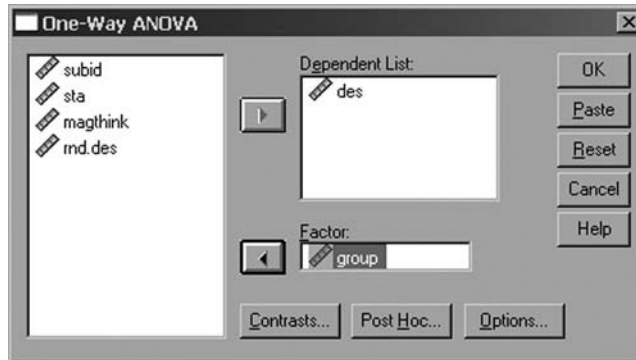 One-Way ANOVA
subid
sta
magthink
rnd.des
Dependent List:
des
Factor:
group
Contrasts...
Post Hoc...
Options...
OK
Paste
Reset
Cancel
Help